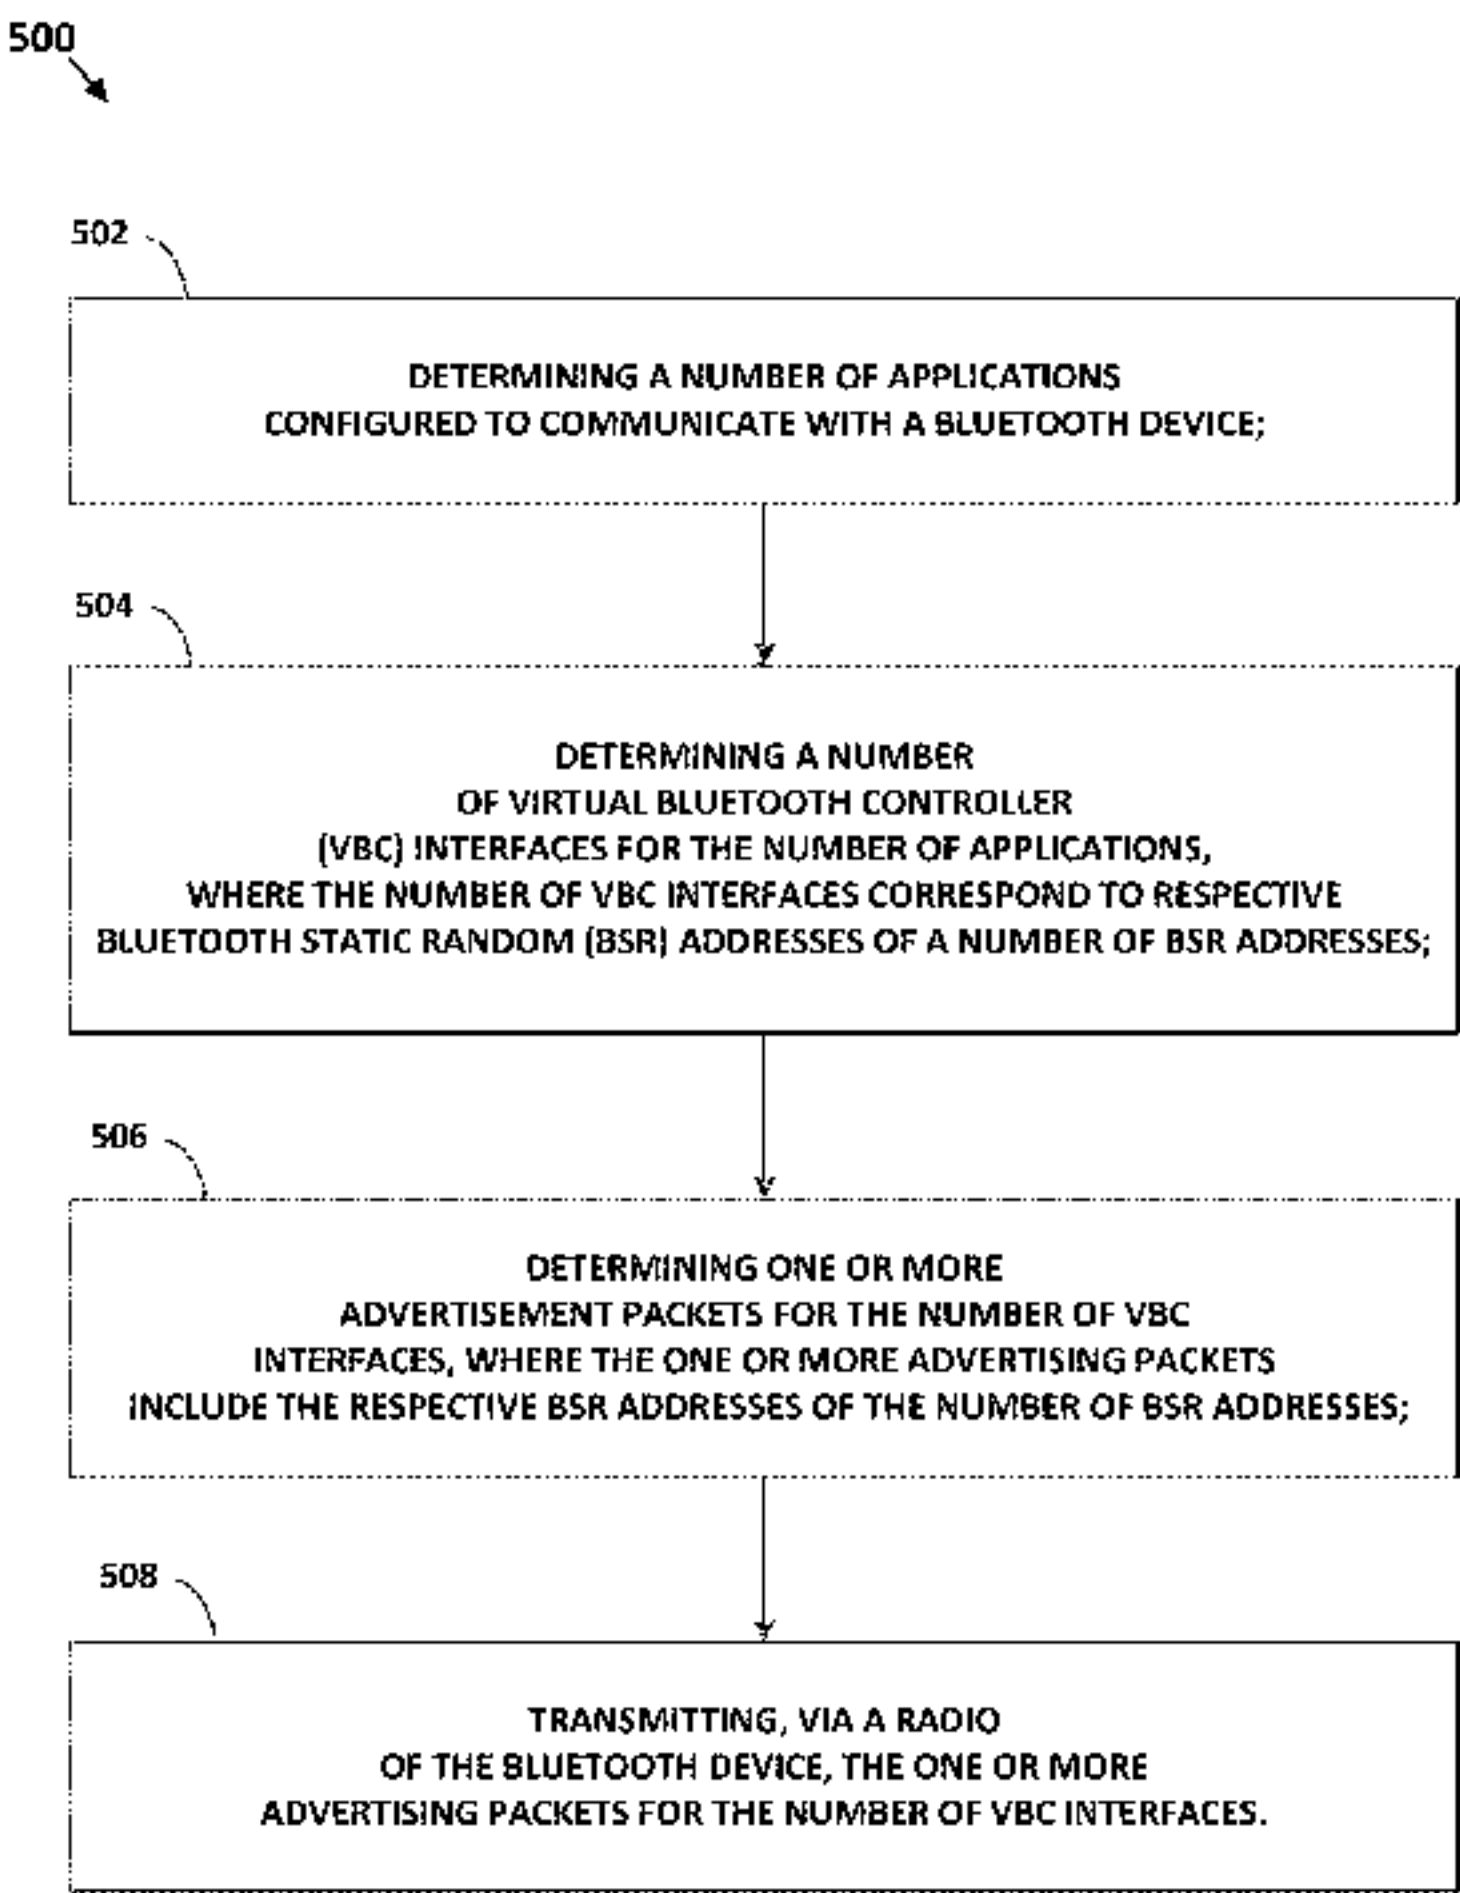 500
502
DETERMINING A NUMBER OF APPLICATIONS
CONFIGURED TO COMMUNICATE WITH A BLUETOOTH DEVICE;
504
DETERMINING A NUMBER
OF VIRTUAL BLUETOOTH CONTROLLER
(VBC) INTERFACES FOR THE NUMBER OF APPLICATIONS,
WHERE THE NUMBER OF VBC INTERFACES CORRESPOND TO RESPECTIVE
BLUETOOTH STATIC RANDOM (BSR) ADDRESSES OF A NUMBER OF BSR ADDRESSES;
506
DETERMINING ONE OR MORE
ADVERTISEMENT PACKETS FOR THE NUMBER OF VBC
INTERFACES, WHERE THE ONE OR MORE ADVERTISING PACKETS
INCLUDE THE RESPECTIVE BSR ADDRESSES OF THE NUMBER OF BSR ADDRESSES;
508
TRANSMITTING, VIA A RADIO
OF THE BLUETOOTH DEVICE, THE ONE OR MORE
ADVERTISING PACKETS FOR THE NUMBER OF VBC INTERFACES.